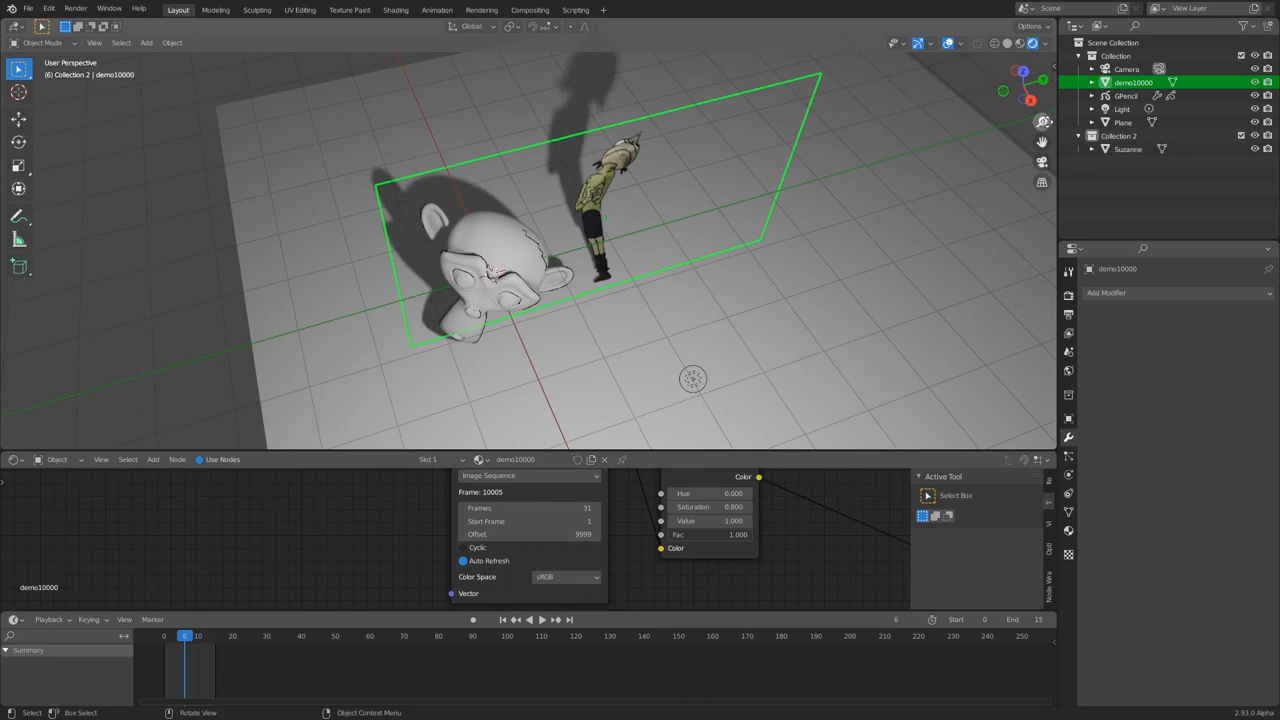 File Edit Render Window Help Layout Modeling Sculpting UV Editing Texture Paint Shading Animation Rendering Compositing Scripting + Scene View Layer
Global Options
Object Mode View Select Add Object
User Perspective
(6) Collection 2 | demo10000
Z
Y
X
Scene Collection
Collection
Camera
demo10000
GPencil
Light
Plane
Collection 2
Suzanne
demo10000
Add Modifier
Object View Select Add Node Use Nodes Slot 1 demo10000
Image Sequence
Frame: 10005
Frames 31
Start Frame 1
Offset 9999
Cyclic
Auto Refresh
Color Space sRGB
Vector
Color
Hue 0.000
Saturation 0.800
Value 1.000
Fac 1.000
Color
Active Tool
Select Box
Ite
T
Vi
Opti
Node Wra
demo10000
Playback Keying View Marker 6 Start 0 End 15
0 6 10 20 30 40 50 60 70 80 90 100 110 120 130 140 150 160 170 180 190 200 210 220 230 240 250
Summary
Select Box Select Rotate View Object Context Menu 2.93.0 Alpha